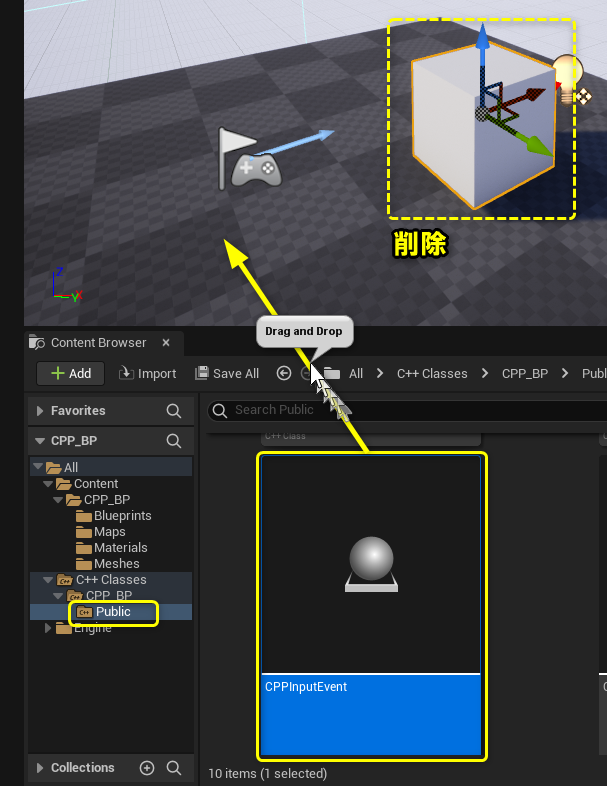 削除
Z
Y
Drag and Drop
Content Browser
Add
Import
Save All
All
C++ Classes
CPP_BP
Publ
Favorites
Search Public
CPP_BP
C++ Class
All
Content
CPP_BP
Blueprints
Maps
Materials
Meshes
C++ Classes
CPP_BP
Public
Engine
CPPInputEvent
C
Collections
10 items (1 selected)